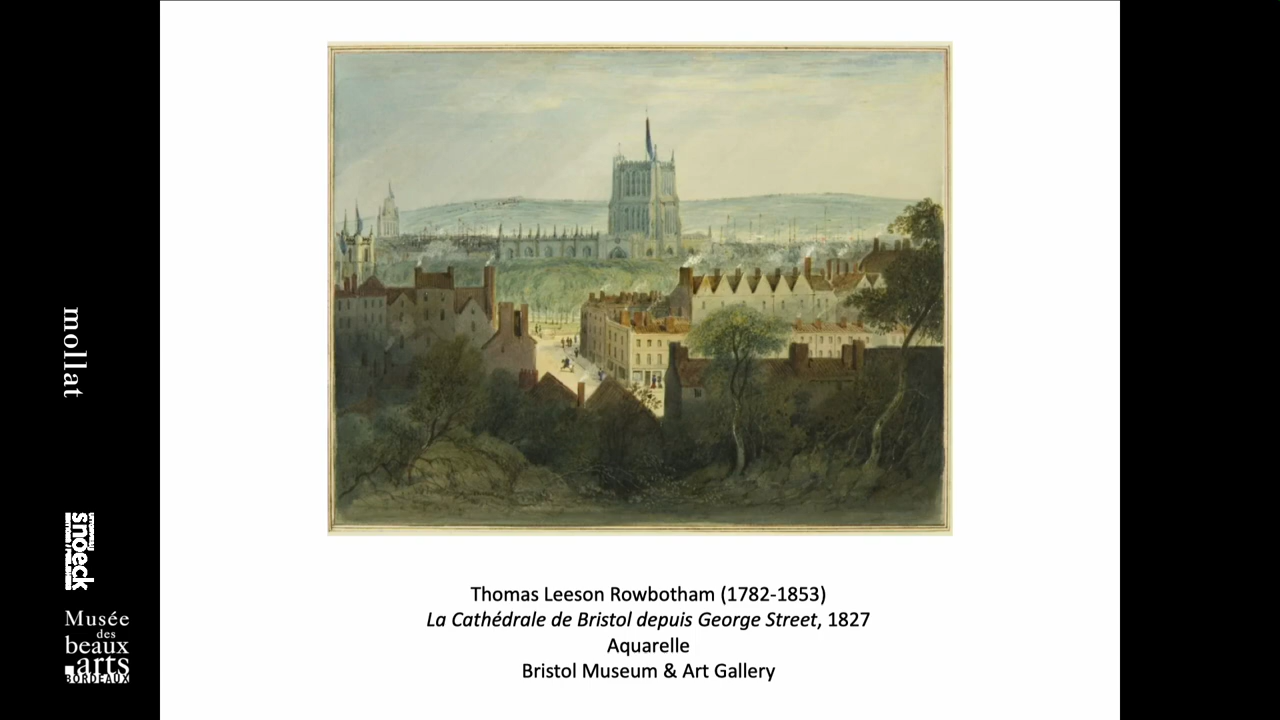 mollat
snoeck
Musée
des
beaux
.arts
BORDEAUX
Thomas Leeson Rowbotham (1782-1853)
La Cathédrale de Bristol depuis George Street, 1827
Aquarelle
Bristol Museum & Art Gallery